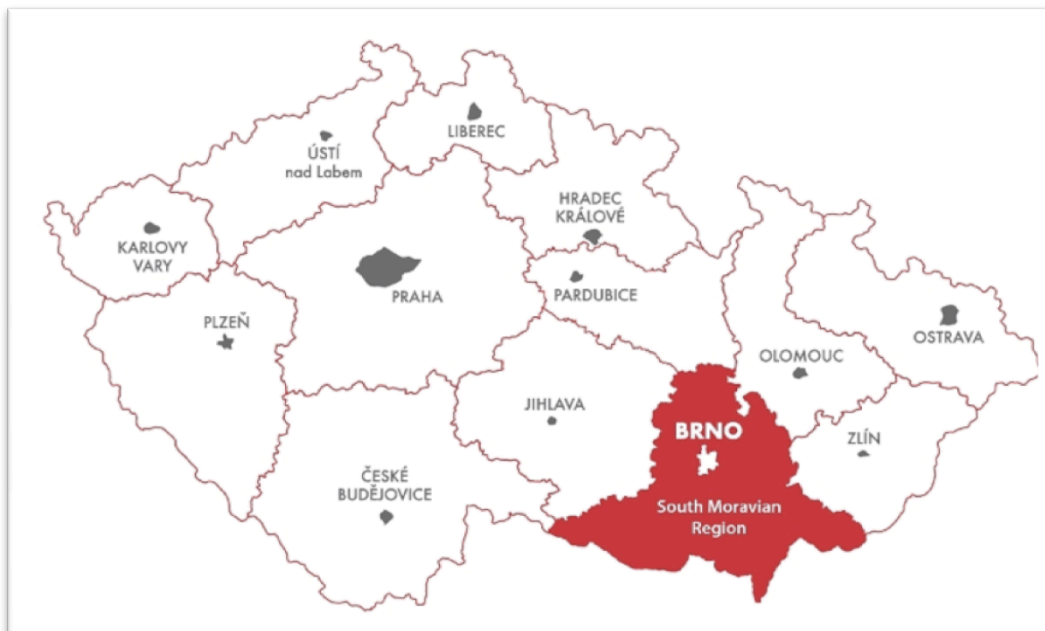 LIBEREC
ÚSTÍ
nad Labem
HRADEC
KRÁLOVÉ
KARLOVY
VARY
PRAHA
PARDUBICE
PLZEŇ
OSTRAVA
OLOMOUC
JIHLAVA
BRNO
ZLÍN
ČESKÉ
BUDĚJOVICE
South Moravian
Region